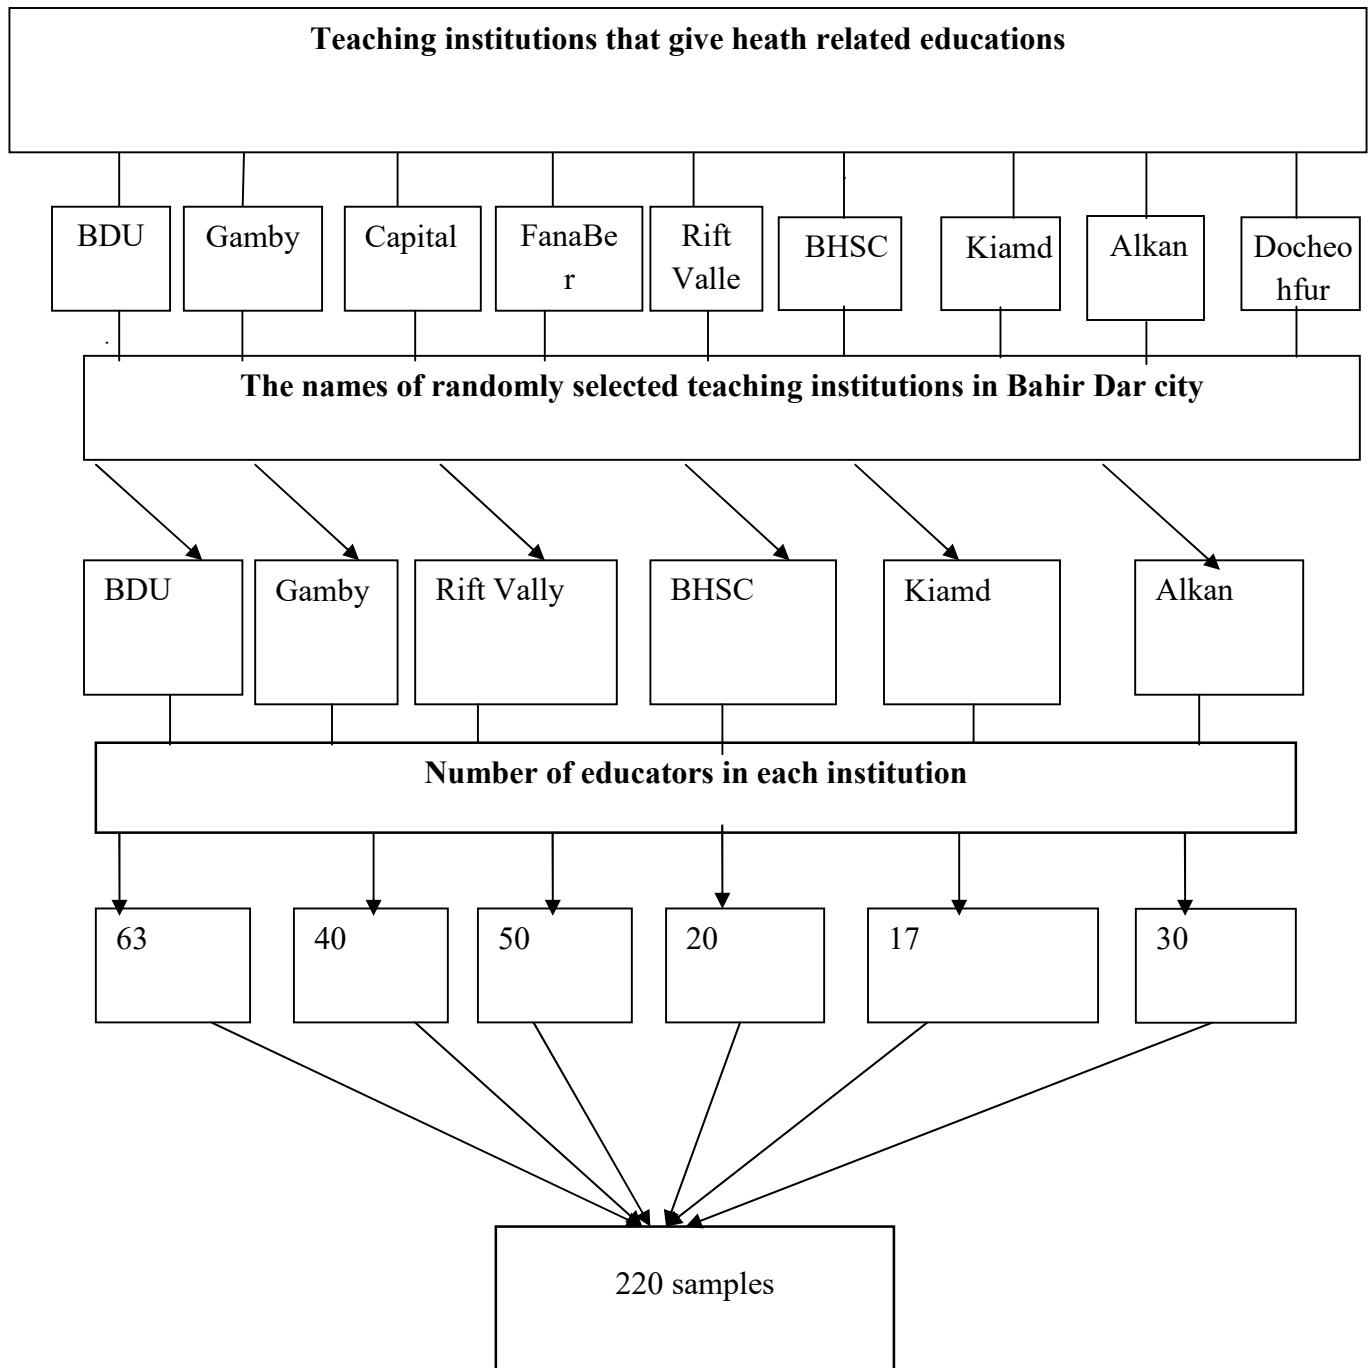 Teaching institutions that give heath related educations
BDU
Gamby
Capital
FanaBe
r
Rift
Valle
BHSC
Kiamd
Alkan
Docheo
hfur
The names of randomly selected teaching institutions in Bahir Dar city
BDU
Gamby
Rift Vally
BHSC
Kiamd
Alkan
Number of educators in each institution
63
40
50
20
17
30
220 samples